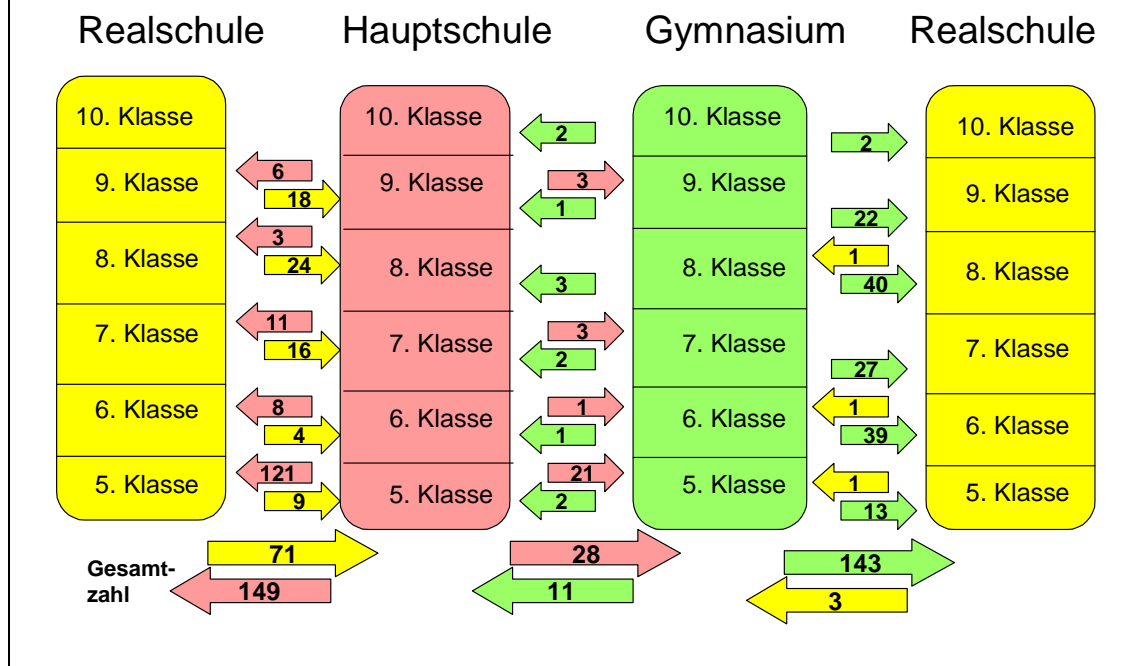 Realschule Hauptschule Gymnasium Realschule
10. Klasse 10. Klasse 2 10. Klasse 2 10. Klasse
6 3
9. Klasse 18 9. Klasse 1 9. Klasse 22 9. Klasse
3 1
8. Klasse 24 8. Klasse 3 8. Klasse 40 8. Klasse
11 3
7. Klasse 16 7. Klasse 2 7. Klasse 27 7. Klasse
8 1 1
6. Klasse 4 6. Klasse 1 6. Klasse 39 6. Klasse
121 21 1
5. Klasse 9 5. Klasse 2 5. Klasse 13 5. Klasse
71 28 143
Gesamt-
zahl 149 11 3